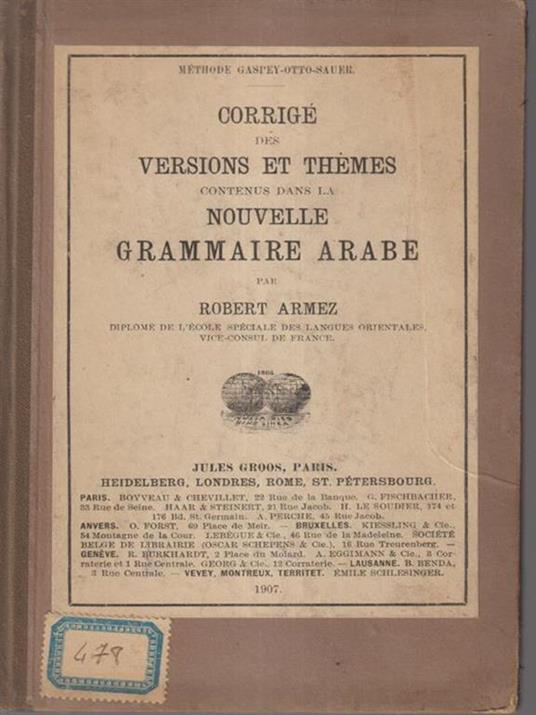 MÉTHODE GASPEY-OTTO-SAUER.
CORRIGÉ
DES
VERSIONS ET THÈMES
CONTENUS DANS LA
NOUVELLE
GRAMMAIRE ARABE
PAR
ROBERT ARMEZ
DIPLOMÉ DE L'ÉCOLE SPÉCIALE DES LANGUES ORIENTALES,
VICE-CONSUL DE FRANCE.
JULES GROOS, PARIS.
HEIDELBERG, LONDRES, ROME, ST. PÉTERSBOURG.
PARIS. BOYVEAU & CHEVILLET, 22 Rue de la Banque. G. FISCHBACHER,
33 Rue de Seine. HAAR & STEINERT, 21 Rue Jacob. H. LE SOUDIER, 174 et
176 Bd. St. Germain. A. PERCHE, 45 Rue Jacob.
ANVERS. O. FORST, 69 Place de Meir. — BRUXELLES. KIESSLING & Cie.,
54 Montagne de la Cour. LEBÈGUE & Cie., 46 Rue de la Madeleine. SOCIÉTÉ
BELGE DE LIBRAIRIE (OSCAR SCHEPENS & Cie.), 16 Rue Treurenberg. —
GENÈVE. R. BURKHARDT, 2 Place du Molard. A. EGGIMANN & Cie., 3 Cor-
raterie et 1 Rue Centrale. GEORG & Cie., 12 Corraterie. — LAUSANNE. B. BENDA,
3 Rue Centrale. — VEVEY, MONTREUX, TERRITET. ÉMILE SCHLESINGER.
1907.
478